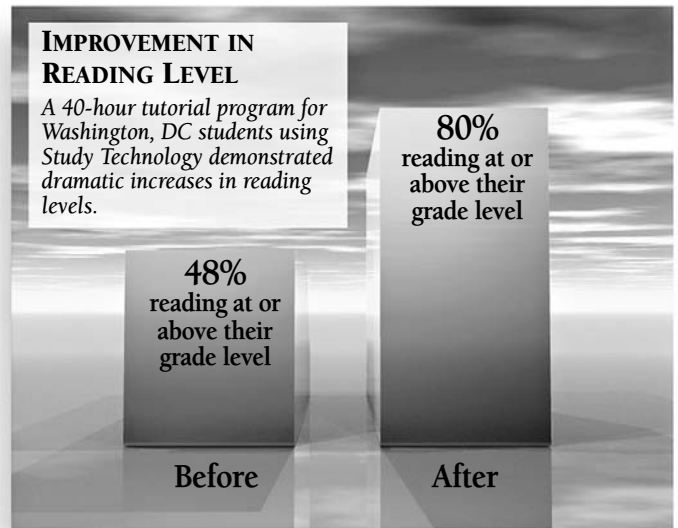 IMPROVEMENT IN
READING LEVEL
A 40-hour tutorial program for
Washington, DC students using
Study Technology demonstrated
dramatic increases in reading
levels.
80%
reading at or
above their
grade level
48%
reading at or
above their
grade level
Before
After